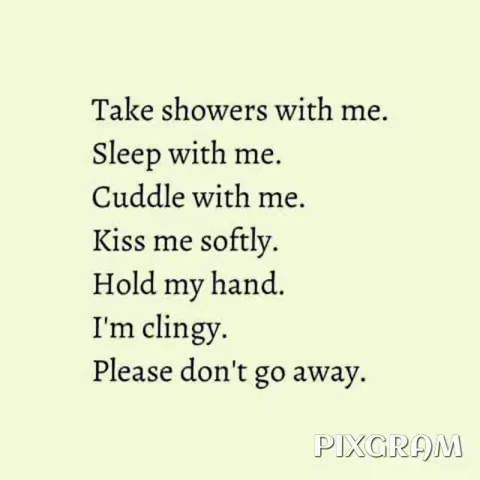 Take showers with me.
Sleep with me.
Cuddle with me.
Kiss me softly.
Hold my hand.
I'm clingy.
Please don't go away.
PIXGRAM